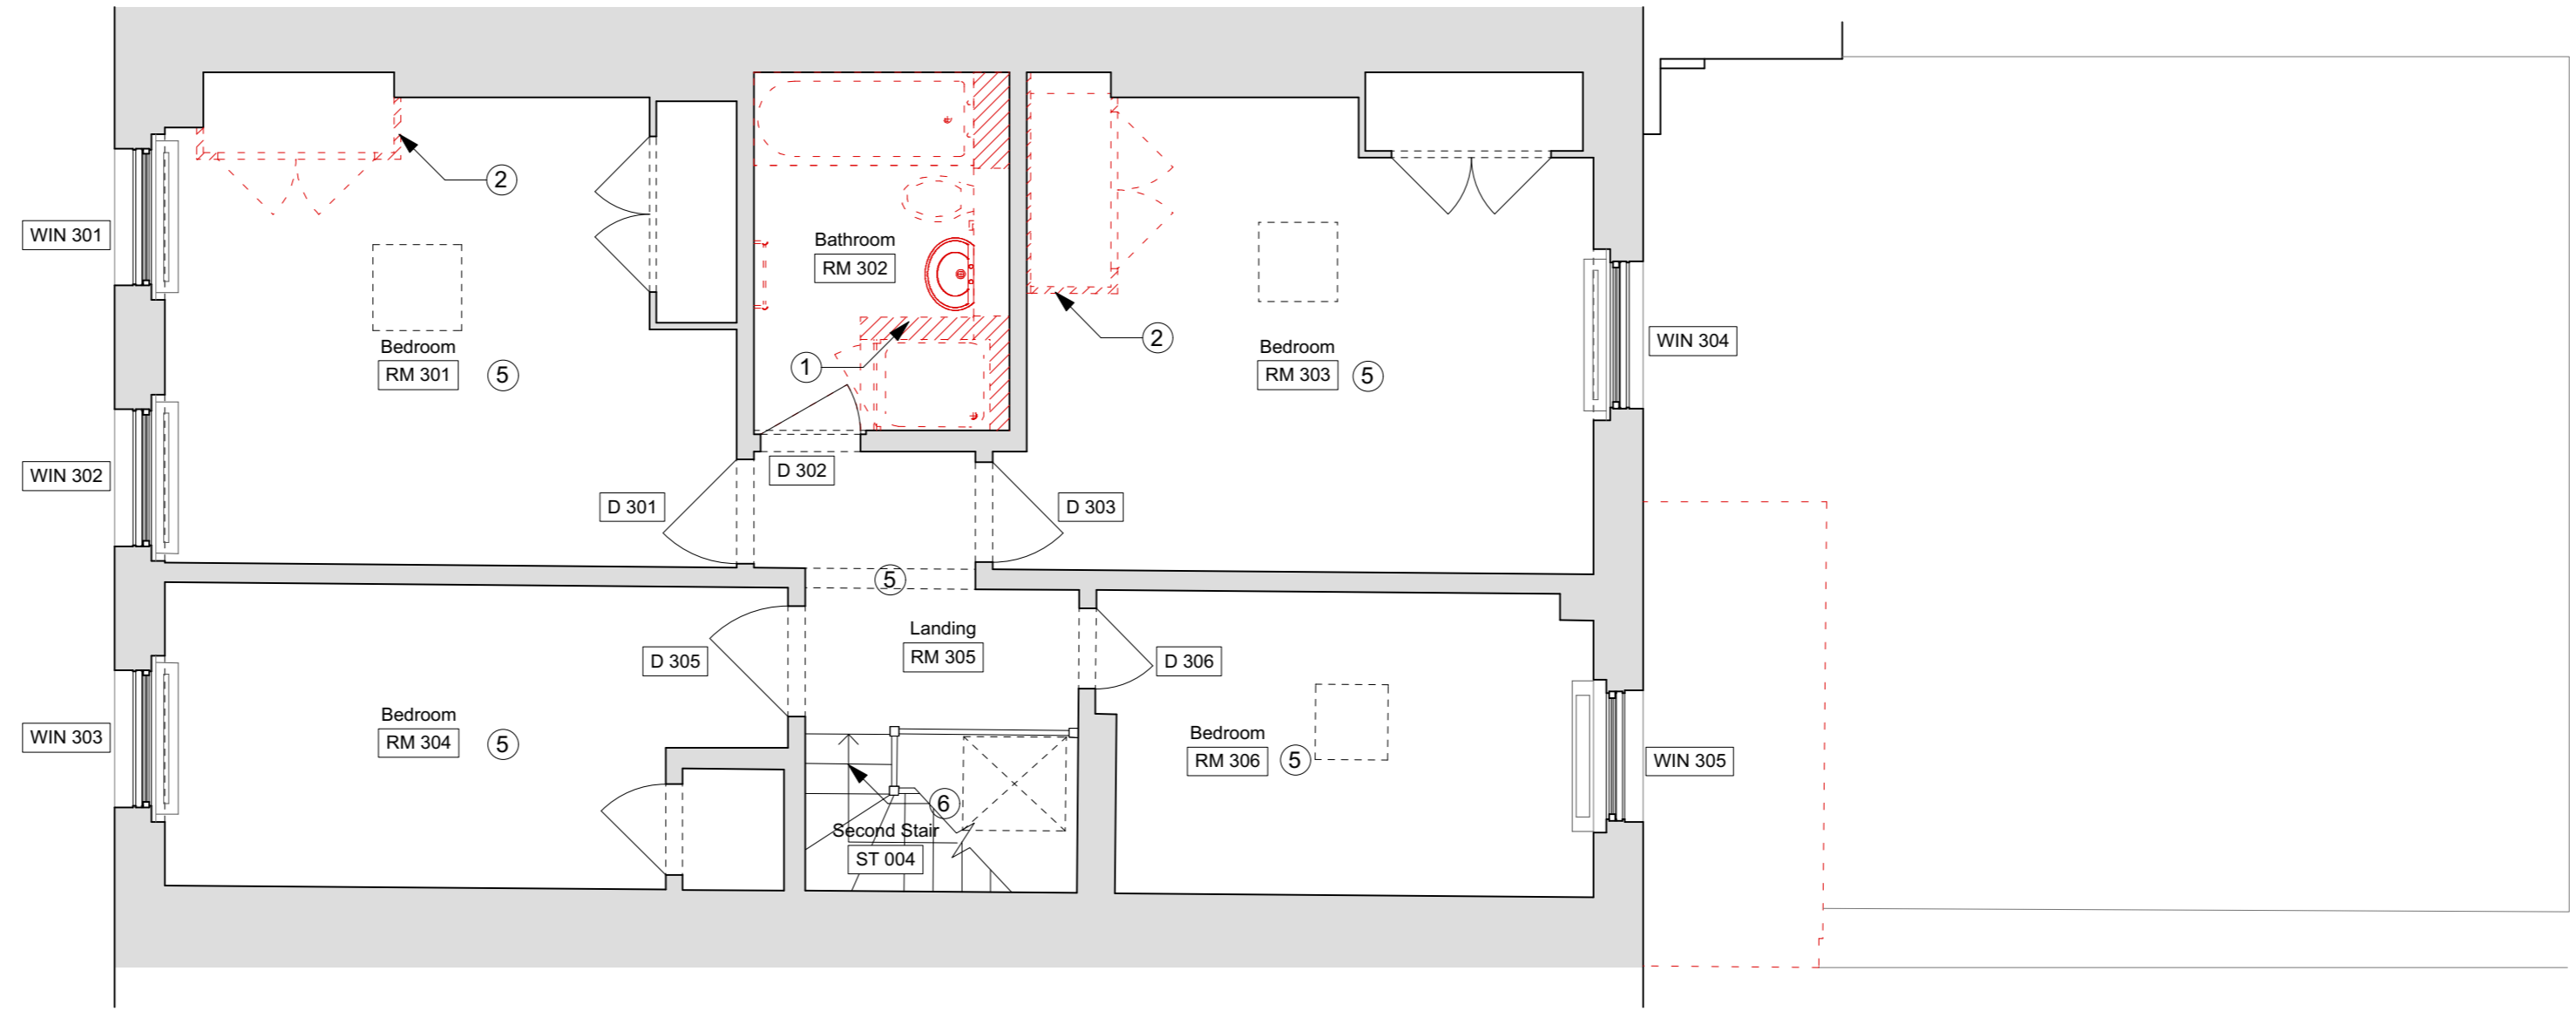 2
WIN 301
Bathroom
RM 302
Bedroom
RM 301
5
1
2
Bedroom
RM 303
5
WIN 304
WIN 302
D 302
D 301
D 303
5
Landing
RM 305
D 305
D 306
Bedroom
RM 304
5
WIN 303
Bedroom
RM 306
5
WIN 305
6
Second Stair
ST 004